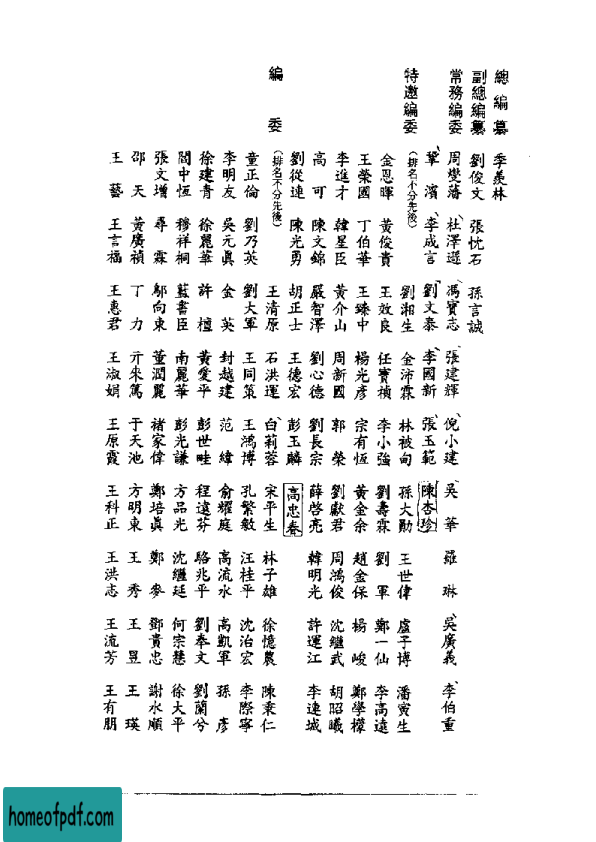 總編纂 季羨林
副總編纂 劉俊文 張忱石 孫言誠
常務編委 周燮藩 杜澤遜 馮寶志 張建輝 倪小建 吳華 羅琳 吳廣義 李伯重
鞏濱 李成言 劉文泰 李國新 張玉範 陳杏珍
特邀編委(排名不分先後)
金恩暉 黃俊貴 劉湘生 金沛霖 林被甸 孫大勛 王世偉 盧子博 潘寅生
王榮國 丁伯華 王效良 任寶禎 李小強 劉壽霖 劉軍 鄭一仙 李高遠
李進才 韓星臣 王臻中 楊光彥 宗有恆 黃金余 趙金保 楊峻 鄭學檬
高可 陳文錦 黃介山 周新國 郭榮 劉獻君 周鴻俊 沈繼武 胡昭曦
劉從連 陳光勇 嚴智澤 劉心德 劉長宗 薛啓亮 韓明光 許運江 李連城
胡正士 王德宏 彭玉麟 高忠春
編委(排名不分先後)
王清原 石洪運 白莉蓉 宋平生 林子雄 徐憶農 陳秉仁
童正倫 劉乃英 劉大軍 王同策 王鴻博 孔繁敏 汪桂平 沈治宏 李際寧
李明友 吳元眞 金英 封越建 范緯 俞耀庭 高流水 高凱軍 孫彥
徐建青 徐麗華 許檀 黃愛平 彭世畦 程遠芬 駱兆平 劉奉文 劉蘭兮
閻中恆 穆祥桐 藍書臣 南麗華 彭光謙 方品光 沈繼延 何宗慧 徐大平
張文增 尋霖 鄔向東 董潤麗 褚家偉 鄭培眞 鄭麥 鄧貴忠 謝水順
邵天 黃廣禎 丁力 亓來篤 于天池 方明東 王秀 王昱 王瑛
王藝 王言福 王惠君 王淑娟 王原霞 王科正 王洪志 王流芳 王有朋
homeofpdf.com